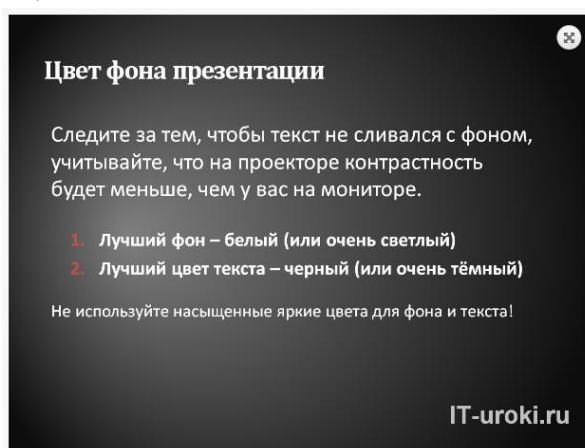 Цвет фона презентации
Следите за тем, чтобы текст не сливался с фоном,
учитывайте, что на проекторе контрастность
будет меньше, чем у вас на мониторе.
1. Лучший фон – белый (или очень светлый)
2. Лучший цвет текста – черный (или очень тёмный)
Не используйте насыщенные яркие цвета для фона и текста!
IT-uroki.ru